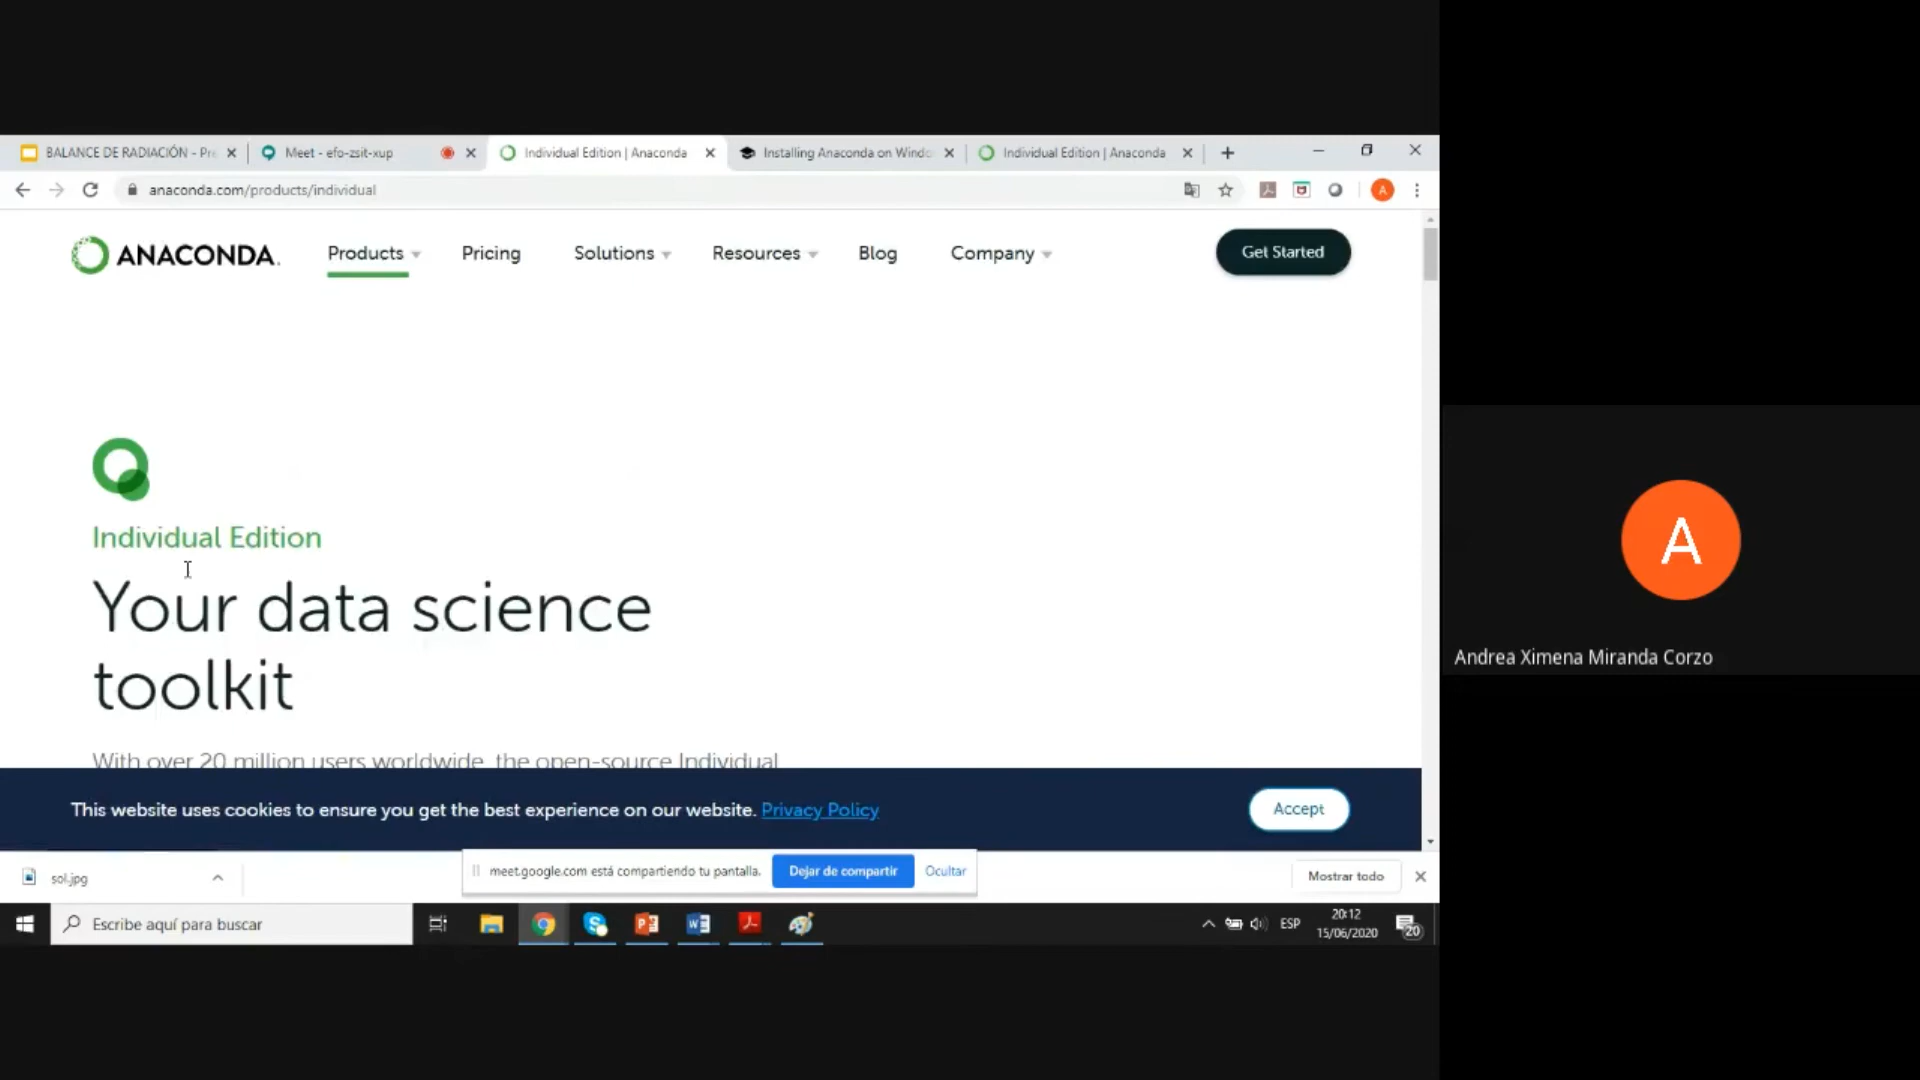 BALANCE DE RADIACIÓN - Pre
Meet - efo-zsit-xup
Individual Edition | Anaconda
Installing Anaconda on Windo
Individual Edition | Anaconda
anaconda.com/products/individual
A
ANACONDA.
Products
Pricing
Solutions
Resources
Blog
Company
Get Started
Individual Edition
Your data science
toolkit
With over 20 million users worldwide, the open-source Individual
This website uses cookies to ensure you get the best experience on our website. Privacy Policy
Accept
sol.jpg
meet.google.com está compartiendo tu pantalla.
Dejar de compartir
Ocultar
Mostrar todo
Escribe aquí para buscar
ESP
20:12
15/06/2020
20
A
Andrea Ximena Miranda Corzo